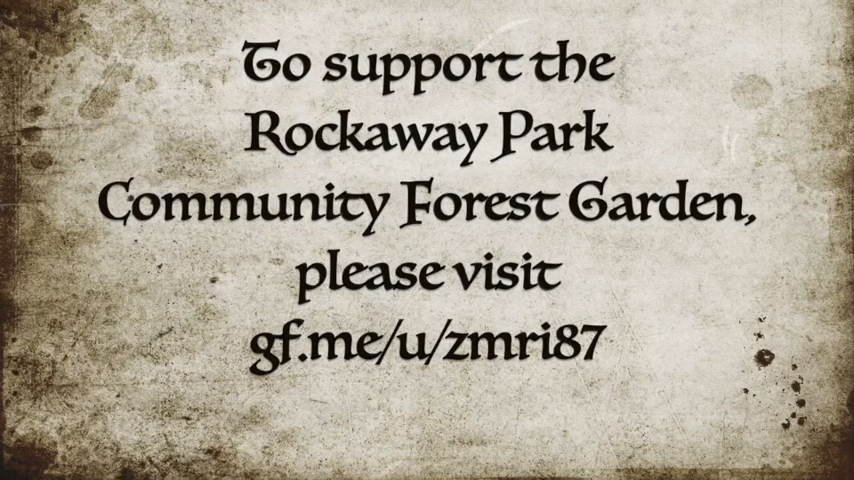 To support the
Rockaway Park
Community Forest Garden,
please visit
gf.me/u/zmri87